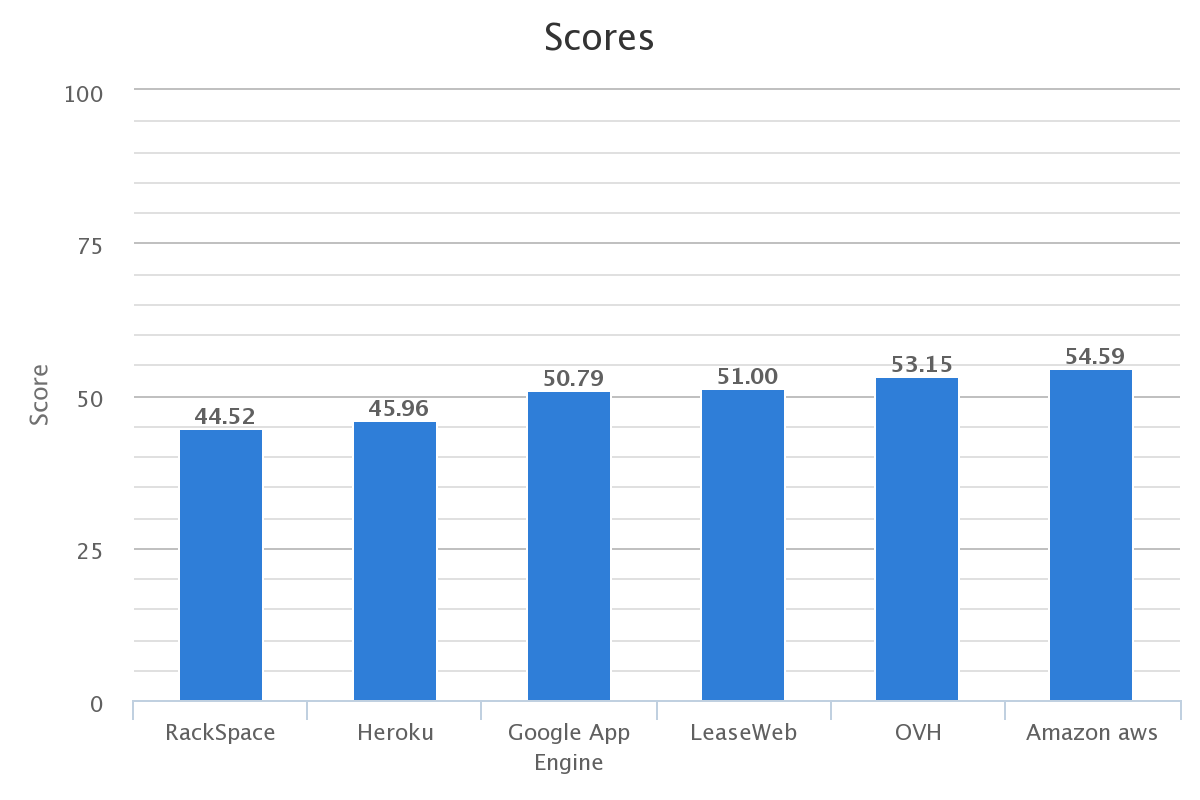 Scores
100
75
50
25
0
Score
44.52
45.96
50.79
51.00
53.15
54.59
RackSpace
Heroku
Google App
Engine
LeaseWeb
OVH
Amazon aws